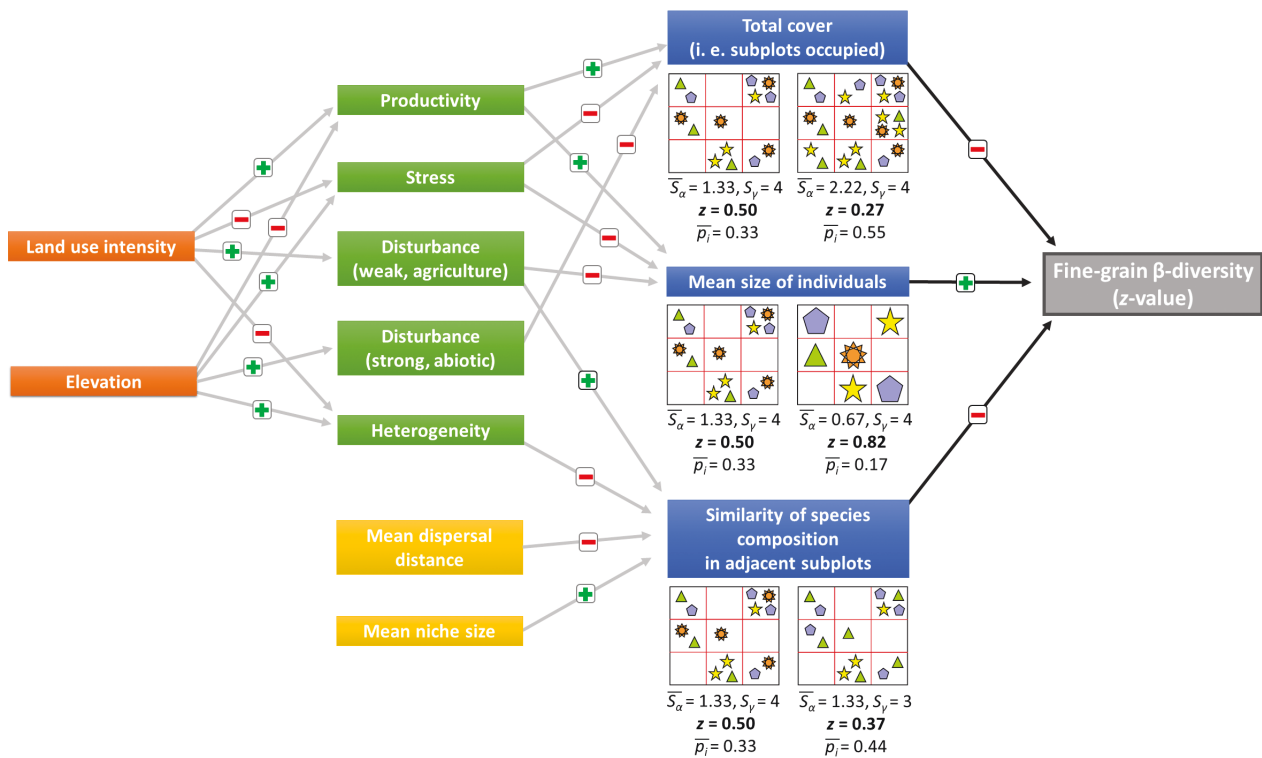 Land use intensity
Elevation
Productivity
Stress
Disturbance
(weak, agriculture)
Disturbance
(strong, abiotic)
Heterogeneity
Mean dispersal
distance
Mean niche size
Total cover
(i. e. subplots occupied)
S̅α = 1.33, Sγ = 4
z = 0.50
p̅i = 0.33
S̅α = 2.22, Sγ = 4
z = 0.27
p̅i = 0.55
Mean size of individuals
S̅α = 1.33, Sγ = 4
z = 0.50
p̅i = 0.33
S̅α = 0.67, Sγ = 4
z = 0.82
p̅i = 0.17
Similarity of species
composition
in adjacent subplots
S̅α = 1.33, Sγ = 4
z = 0.50
p̅i = 0.33
S̅α = 1.33, Sγ = 3
z = 0.37
p̅i = 0.44
Fine-grain β-diversity
(z-value)